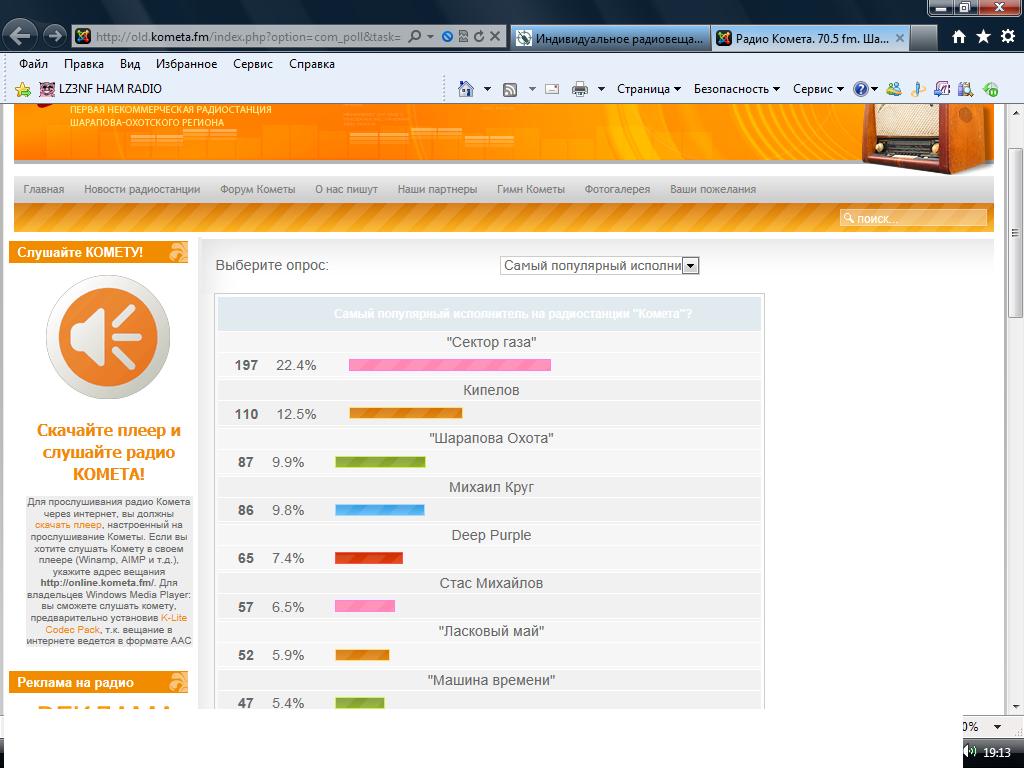 http://old.kometa.fm/index.php?option=com_poll&task=
Индивидуальное радиовеща...
Радио Комета. 70.5 fm. Ша...
Файл Правка Вид Избранное Сервис Справка
LZ3NF HAM RADIO
Страница Безопасность Сервис
ПЕРВАЯ НЕКОММЕРЧЕСКАЯ РАДИОСТАНЦИЯ
ШАРАПОВА-ОХОТСКОГО РЕГИОНА
Главная Новости радиостанции Форум Кометы О нас пишут Наши партнеры Гимн Кометы Фотогалерея Ваши пожелания
поиск...
Слушайте КОМЕТУ!
Скачайте плеер и
слушайте радио
КОМЕТА!
Для прослушивания радио Комета
через интернет, вы должны
скачать плеер, настроенный на
прослушивание Кометы. Если вы
хотите слушать Комету в своем
плеере (Winamp, AIMP и т.д.),
укажите адрес вещания
http://online.kometa.fm/. Для
владельцев Windows Media Player:
вы сможете слушать комету,
предварительно установив K-Lite
Codec Pack, т.к. вещание в
интернете ведется в формате AAC
Реклама на радио
РЕКЛАМА
Выберите опрос: Самый популярный исполни
Самый популярный исполнитель на радиостанции "Комета"?
"Сектор газа"
197 22.4%
Кипелов
110 12.5%
"Шарапова Охота"
87 9.9%
Михаил Круг
86 9.8%
Deep Purple
65 7.4%
Стас Михайлов
57 6.5%
"Ласковый май"
52 5.9%
"Машина времени"
47 5.4%
0%
19:13